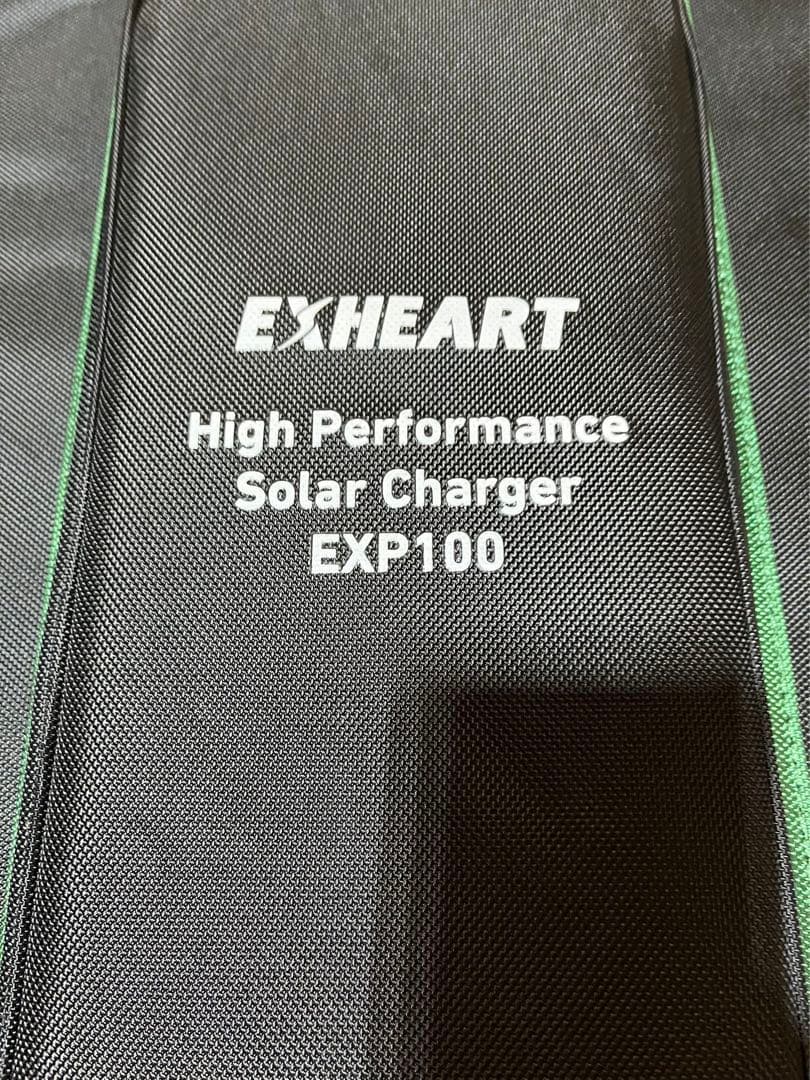 EXHEART
High Performance
Solar Charger
EXP100